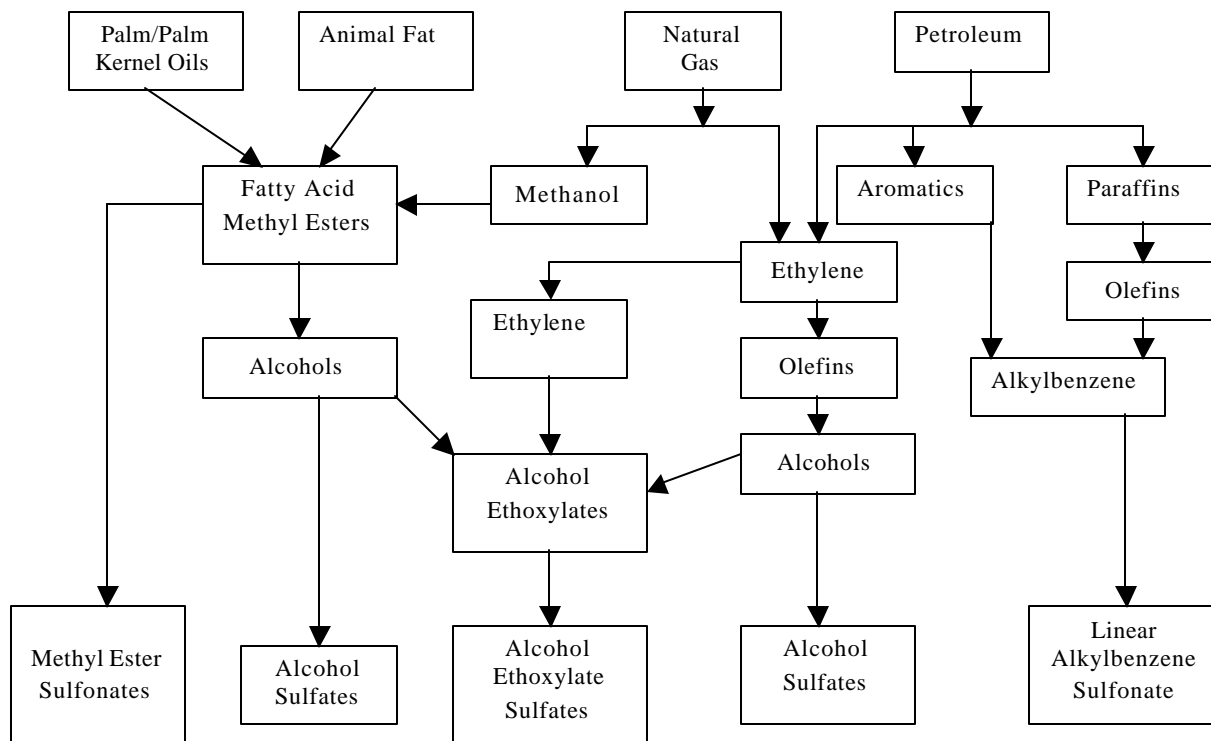 Palm/Palm
Kernel Oils
Animal Fat
Natural
Gas
Petroleum
Fatty Acid
Methyl Esters
Methanol
Aromatics
Paraffins
Ethylene
Olefins
Ethylene
Alcohols
Olefins
Alkylbenzene
Alcohol
Ethoxylates
Alcohols
Methyl Ester
Sulfonates
Alcohol
Sulfates
Alcohol
Ethoxylate
Sulfates
Alcohol
Sulfates
Linear
Alkylbenzene
Sulfonate